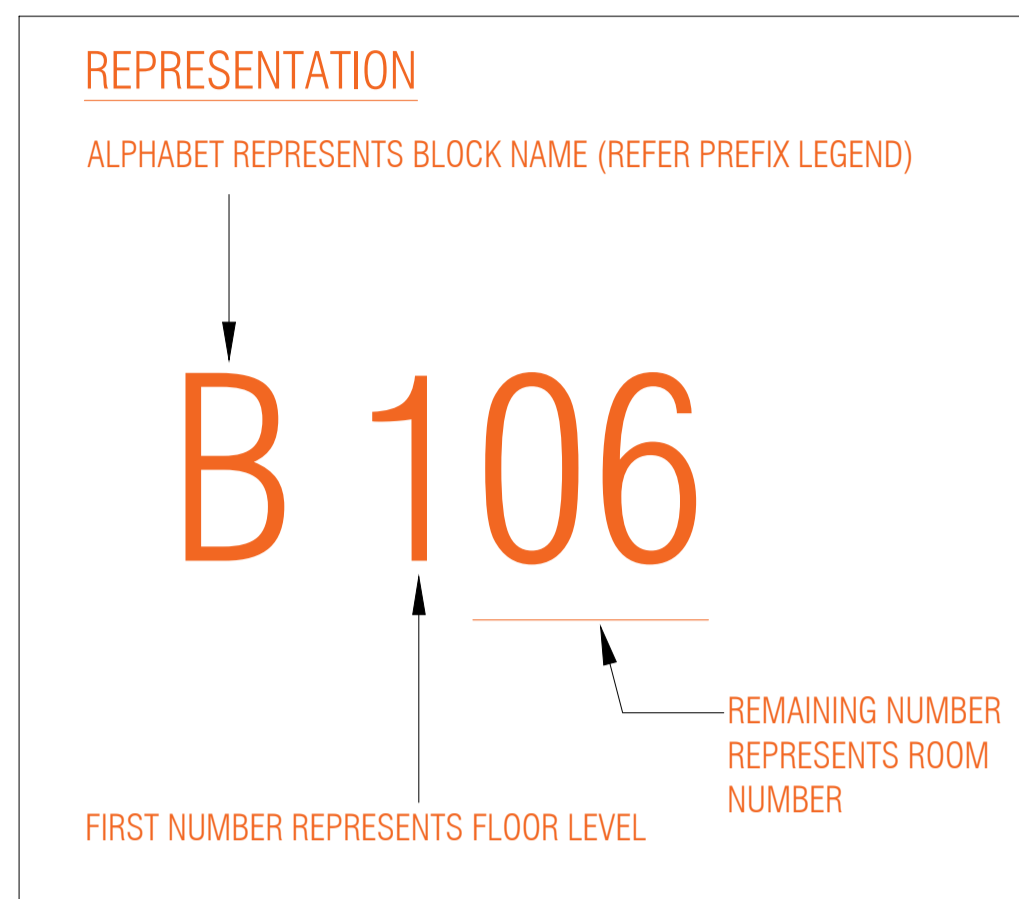 REPRESENTATION
ALPHABET REPRESENTS BLOCK NAME (REFER PREFIX LEGEND)
B 106
REMAINING NUMBER
REPRESENTS ROOM
NUMBER
FIRST NUMBER REPRESENTS FLOOR LEVEL